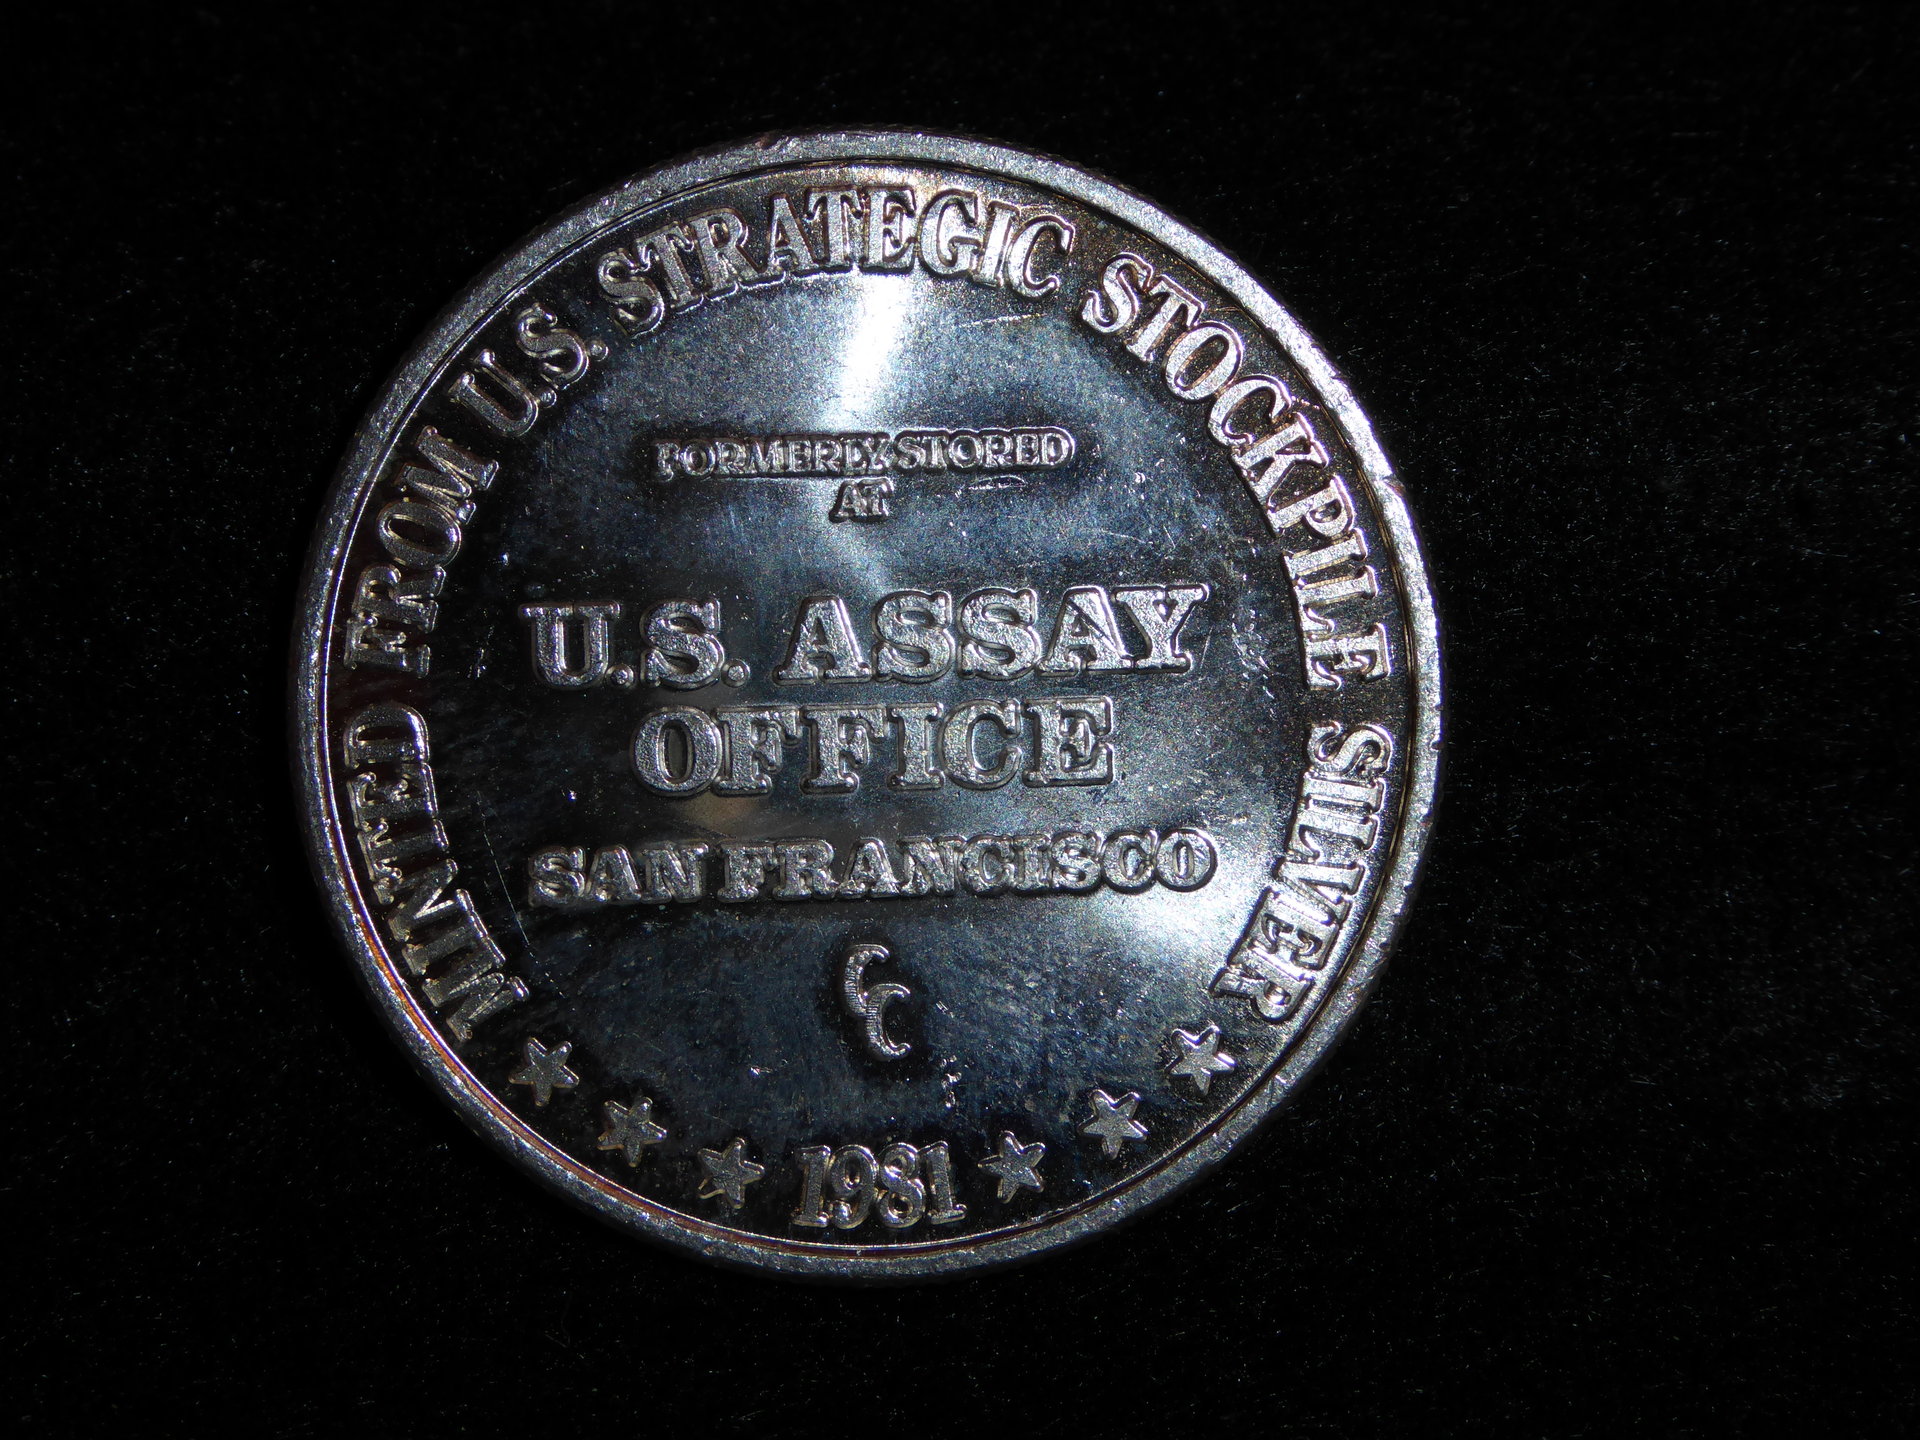 MINTED FROM U.S. STRATEGIC STOCKPILE SILVER
FORMERLY STORED
AT
U.S. ASSAY
OFFICE
SAN FRANCISCO
CC
1981